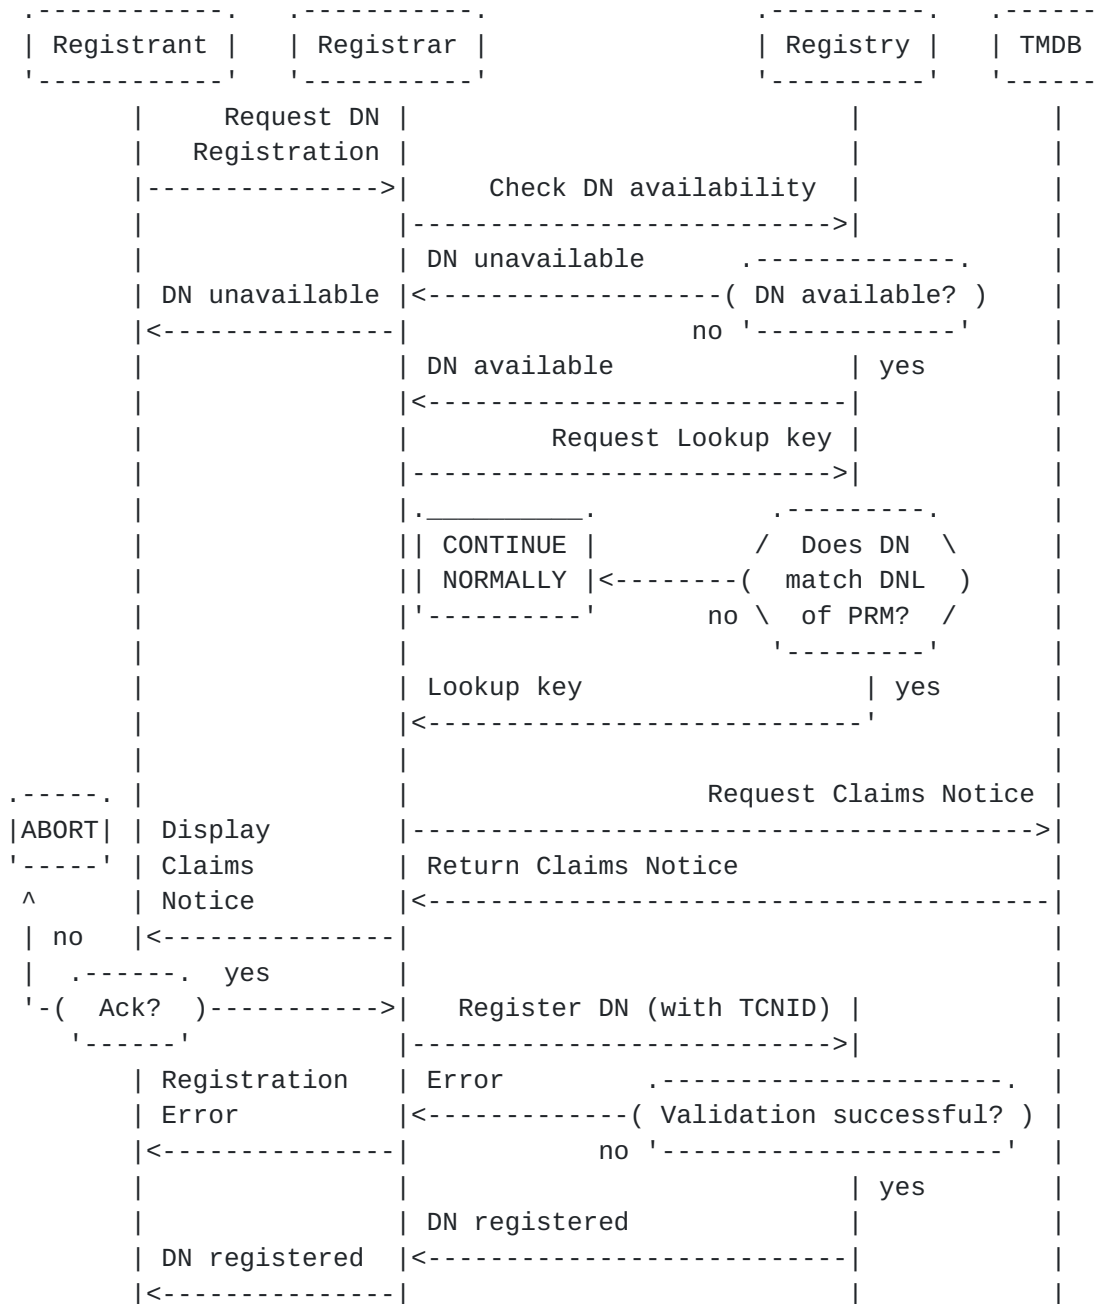 Registrant Registrar Registry TMDB
Request DN
Registration
Check DN availability
DN unavailable
DN unavailable DN available?
no
DN available yes
Request Lookup key
CONTINUE Does DN
NORMALLY match DNL
no of PRM?
Lookup key yes
Request Claims Notice
ABORT Display
Claims Return Claims Notice
Notice
no
yes
Ack? Register DN (with TCNID)
Registration Error
Error Validation successful?
no
yes
DN registered
DN registered